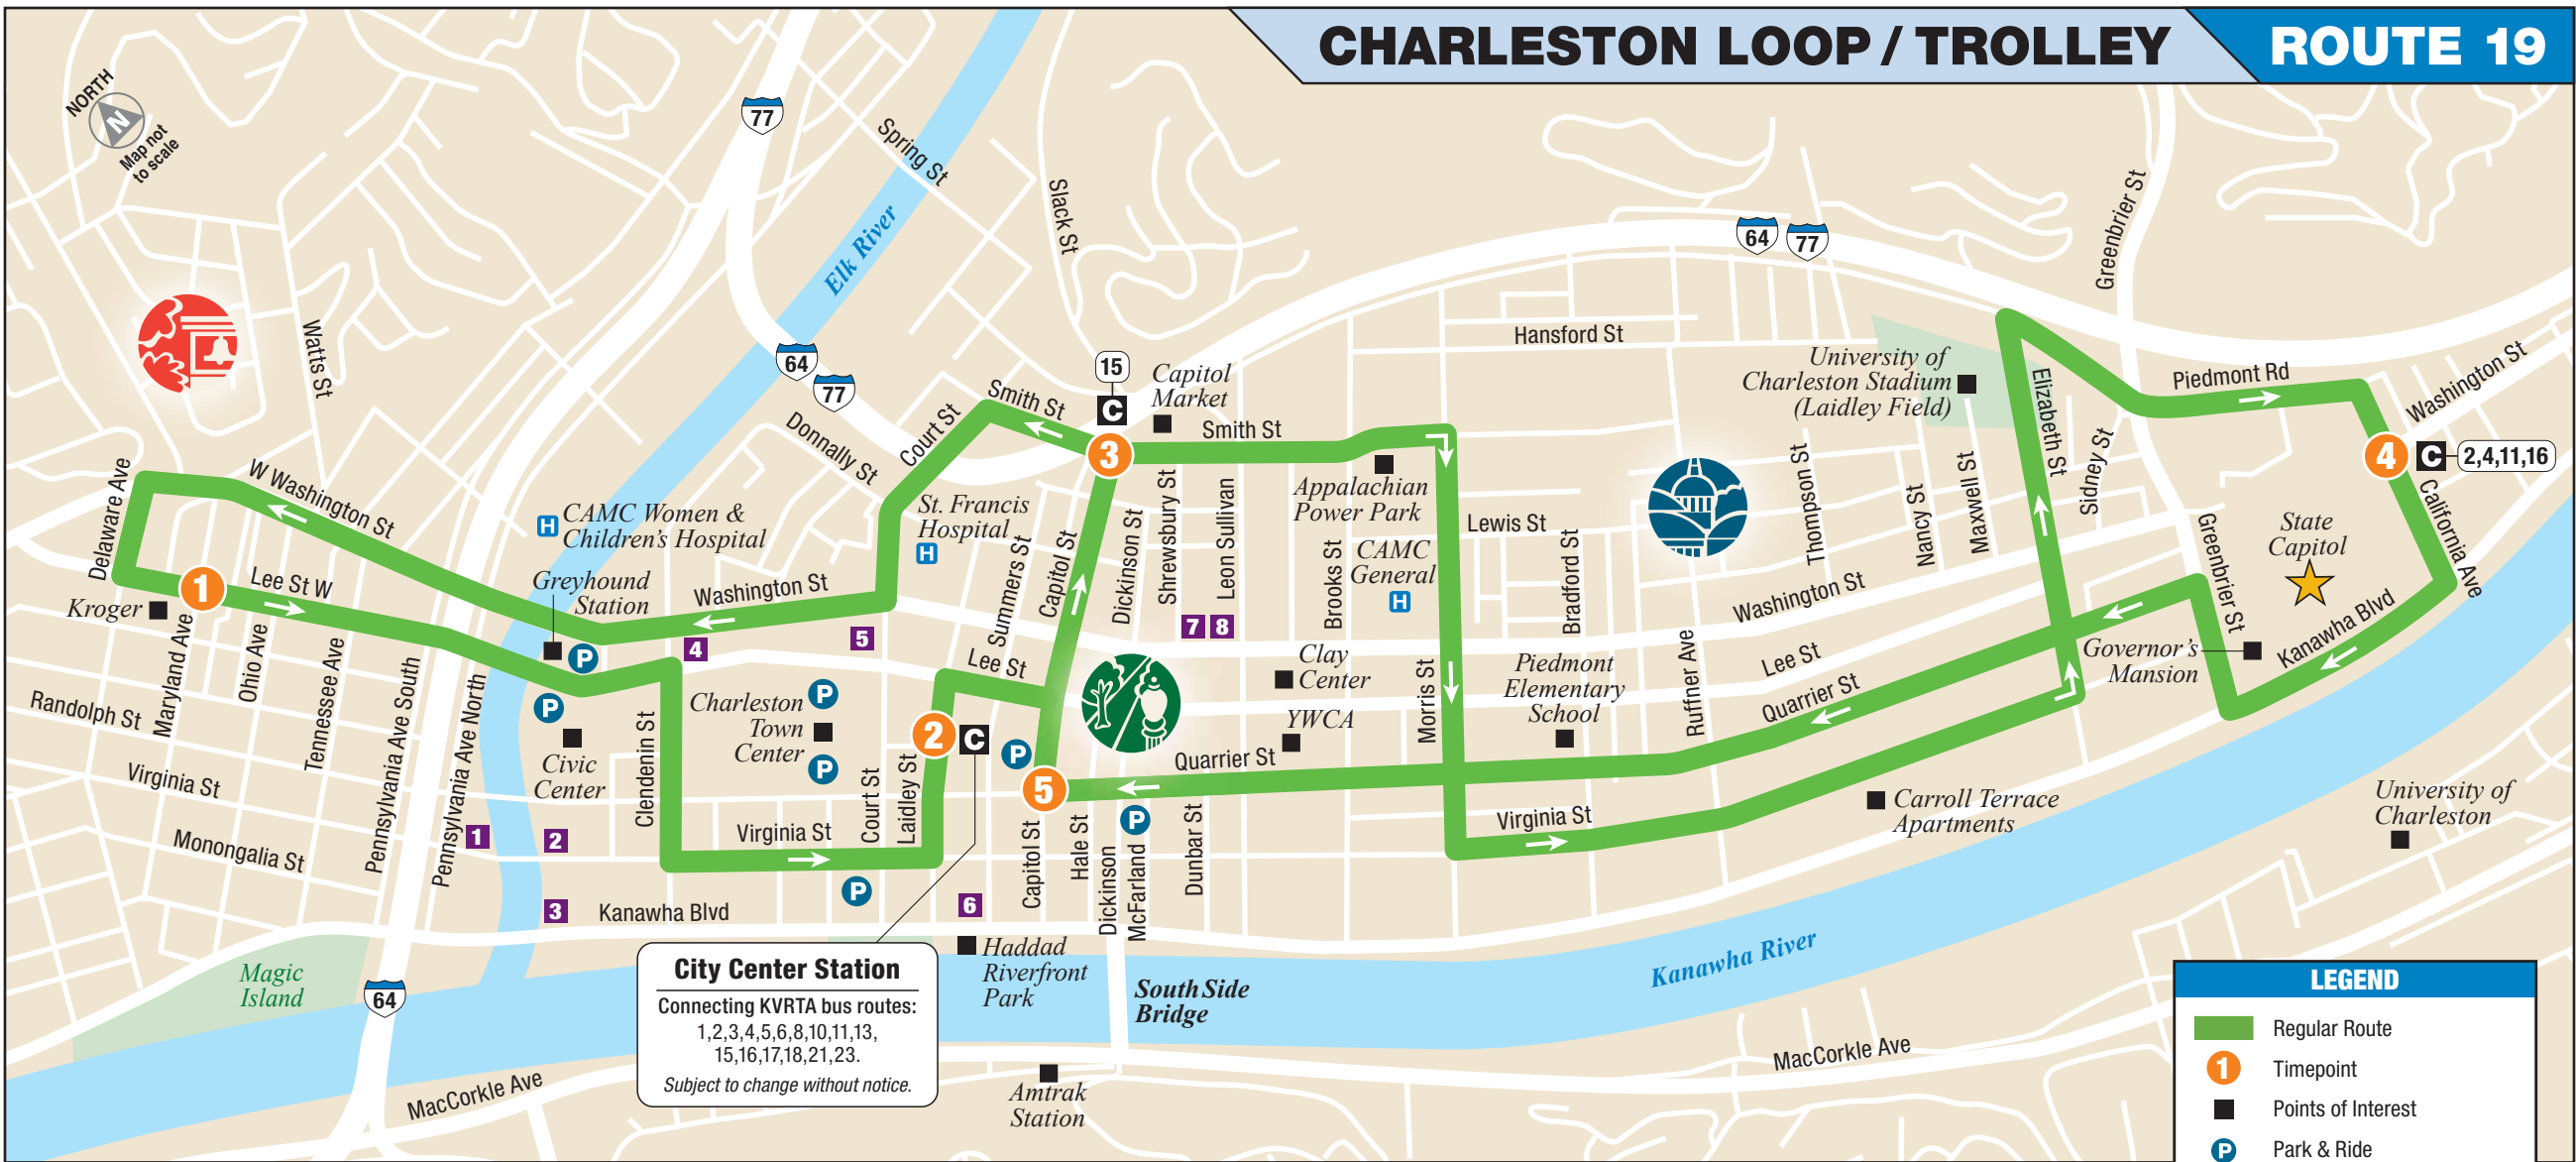 CHARLESTON LOOP / TROLLEY
ROUTE 19
NORTH
N
Map not
to scale
77
Spring St
Slack St
Elk River
64
77
Greenbrier St
Watts St
64
77
15
C
Capitol
Market
Smith St
Smith St
Court St
Donnally St
3
Hansford St
University of
Charleston Stadium
(Laidley Field)
Elizabeth St
Piedmont Rd
Washington St
4
C
2,4,11,16
California Ave
Delaware Ave
W Washington St
H
CAMC Women &
Children's Hospital
St. Francis
Hospital
H
Summers St
Capitol St
Dickinson St
Shrewsbury St
Leon Sullivan
Appalachian
Power Park
Brooks St
CAMC
General
H
Lewis St
Bradford St
Thompson St
Nancy St
Maxwell St
Sidney St
Greenbrier St
State
Capitol
Kroger
1
Lee St W
Greyhound
Station
P
Washington St
4
5
7
8
Washington St
Lee St
Quarrier St
Governor's
Mansion
Kanawha Blvd
Randolph St
Maryland Ave
Ohio Ave
Tennessee Ave
Pennsylvania Ave South
Pennsylvania Ave North
P
Civic
Center
Clendenin St
Charleston
Town
Center
P
P
Lee St
2
C
P
5
Clay
Center
YWCA
Quarrier St
Morris St
Piedmont
Elementary
School
Ruffner Ave
Virginia St
Monongalia St
1
2
3
Virginia St
Court St
Laidley St
P
Kanawha Blvd
6
Capitol St
Hale St
Dickinson
McFarland
P
Dunbar St
Virginia St
Carroll Terrace
Apartments
University of
Charleston
Magic
Island
64
City Center Station
Connecting KVRTA bus routes:
1,2,3,4,5,6,8,10,11,13,
15,16,17,18,21,23.
Subject to change without notice.
Haddad
Riverfront
Park
South Side
Bridge
Kanawha River
MacCorkle Ave
Amtrak
Station
MacCorkle Ave
LEGEND
Regular Route
1
Timepoint
Points of Interest
P
Park & Ride